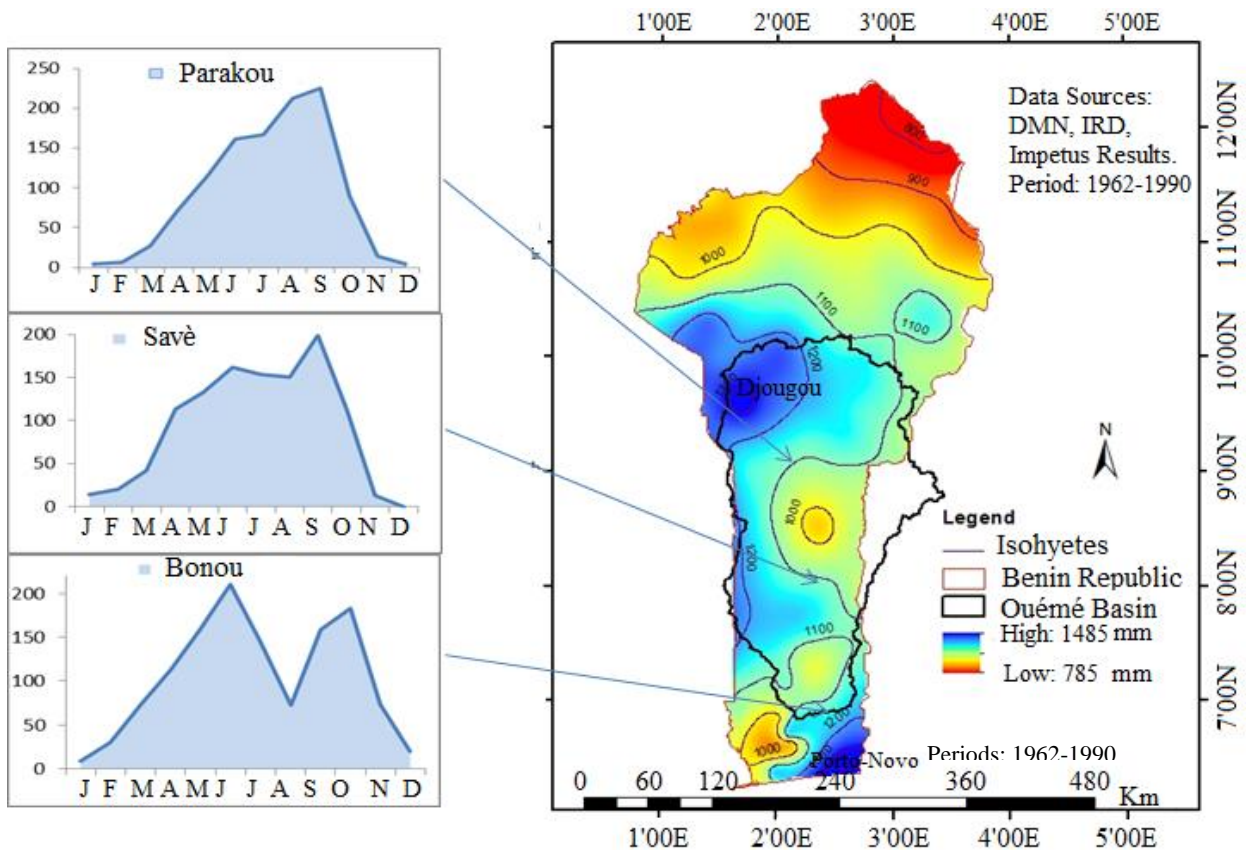 Parakou
250
200
150
100
50
0
J F M A M J J A S O N D
Savè
200
150
100
50
0
J F M A M J J A S O N D
Bonou
200
150
100
50
0
J F M A M J J A S O N D
1'00E 2'00E 3'00E 4'00E 5'00E
Data Sources:
DMN, IRD,
Impetus Results.
Period: 1962-1990
12'00N
11'00N
10'00N
9'00N
8'00N
7'00N
900
1000
1100
1100
1200
Djougou
1000
1200
1100
1200
1000
N
Legend
Isohyetes
Benin Republic
Ouémé Basin
High: 1485 mm
Low: 785 mm
Porto-Novo
Periods: 1962-1990
0 60 120 240 360 480
Km
1'00E 2'00E 3'00E 4'00E 5'00E